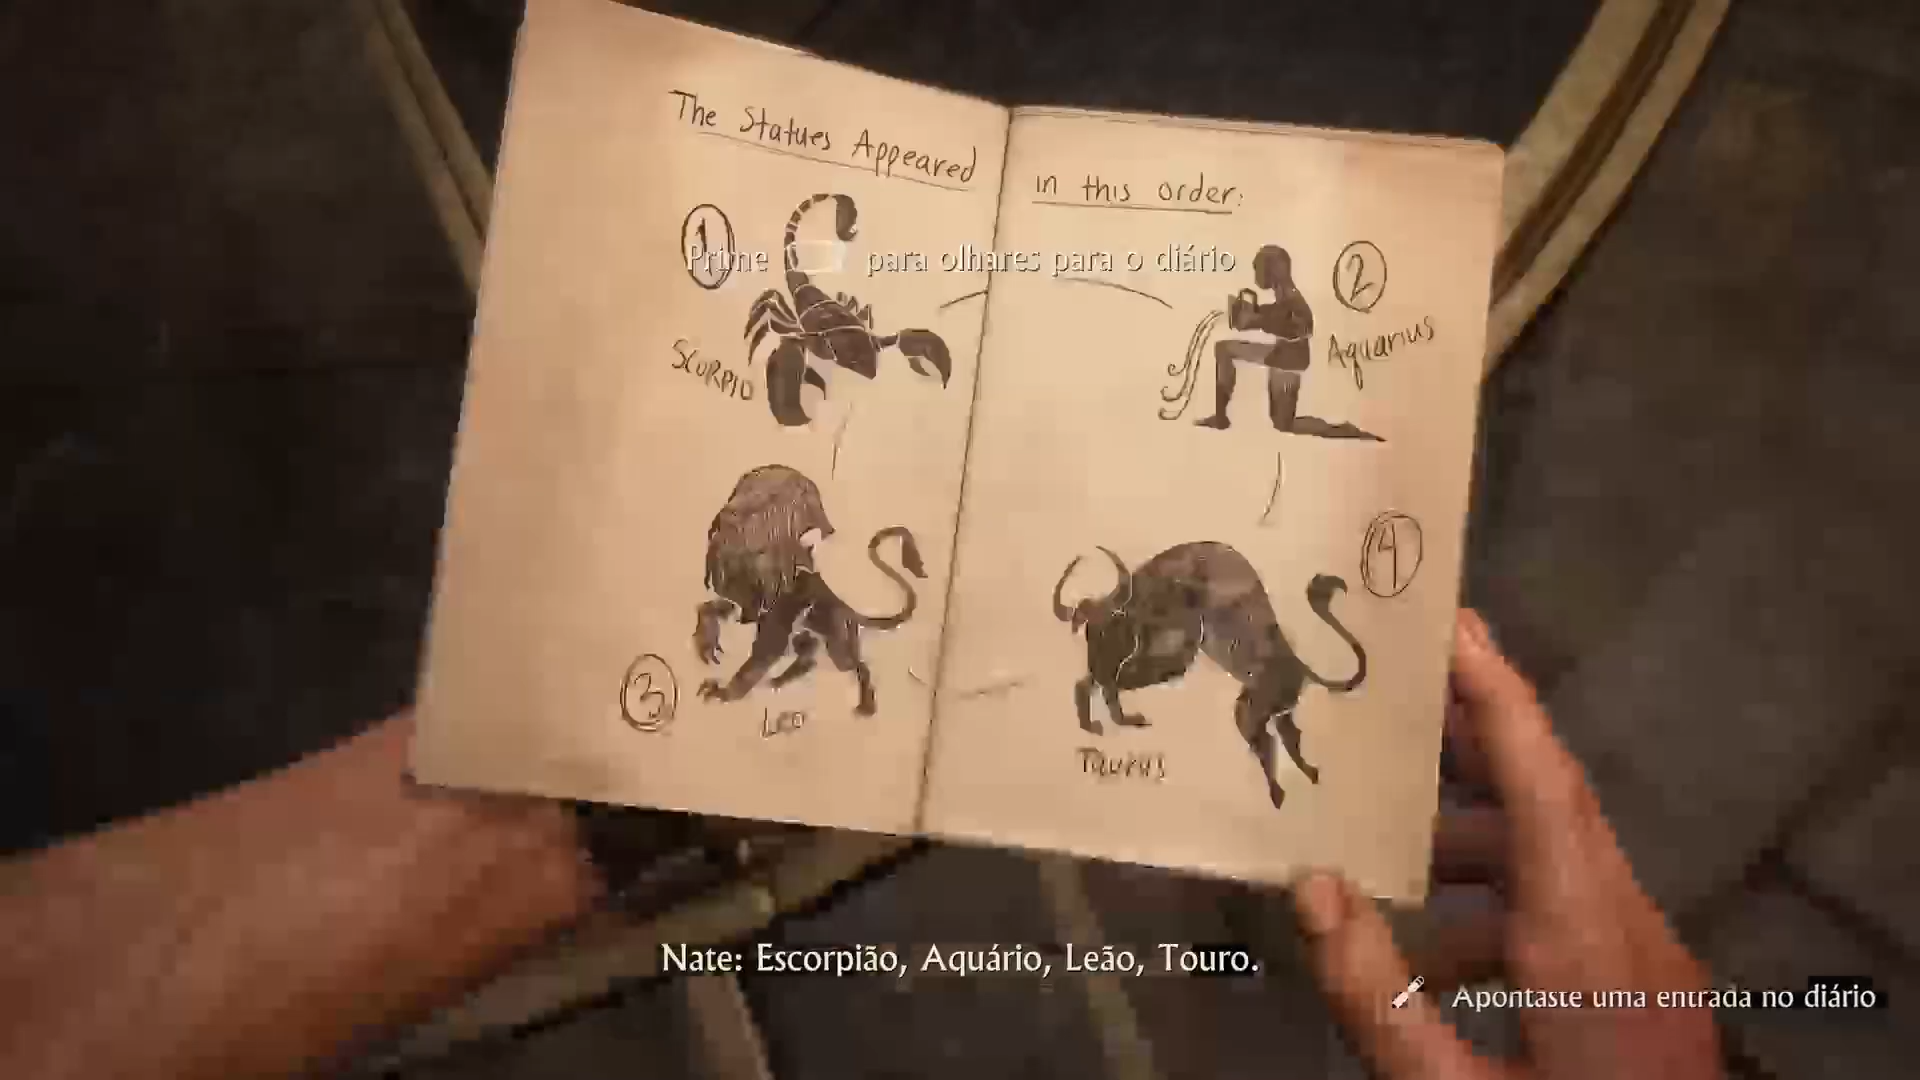 The Statues Appeared
in this order:
1
Prime para olhares para o diário
2
Scorpio
Aquarius
3
Leo
4
Taurus
Nate: Escorpião, Aquário, Leão, Touro.
Apontaste uma entrada no diário